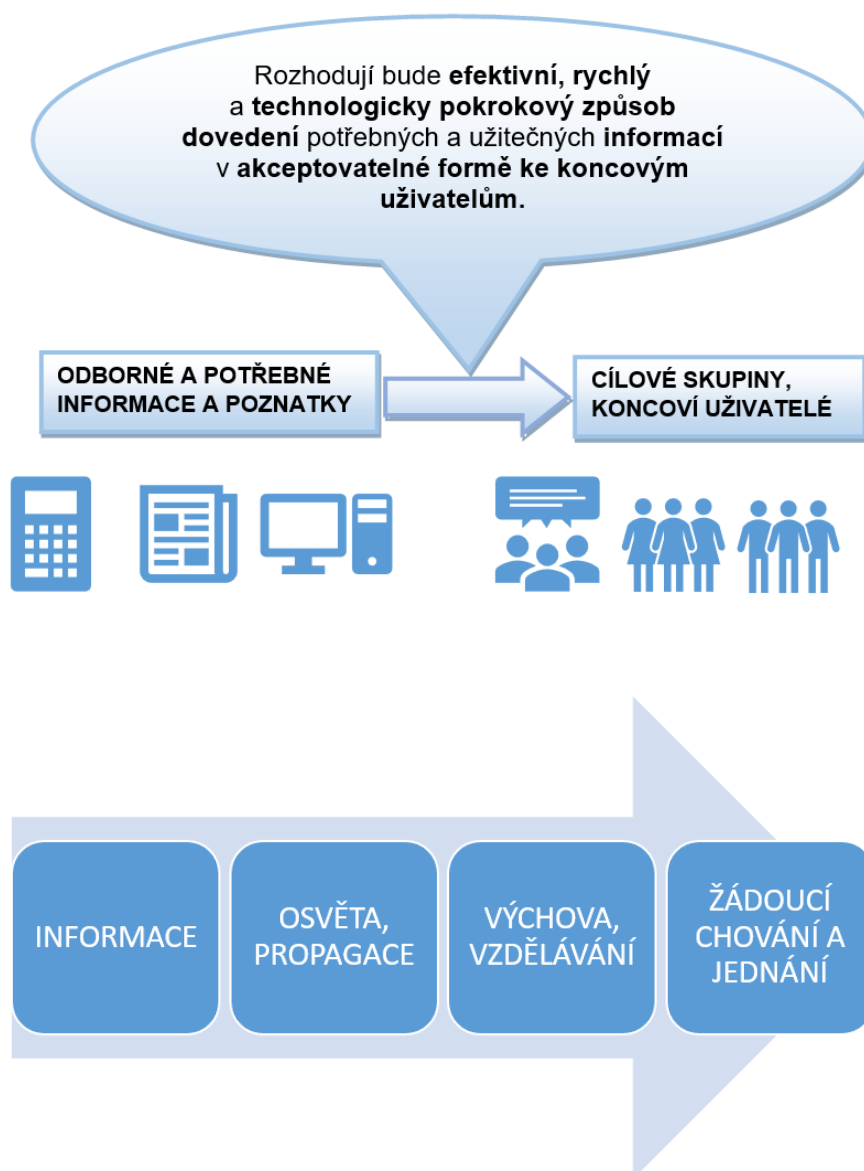 Rozhodují bude efektivní, rychlý
a technologicky pokrokový způsob
dovedení potřebných a užitečných informací
v akceptovatelné formě ke koncovým
uživatelům.
ODBORNÉ A POTŘEBNÉ
INFORMACE A POZNATKY
CÍLOVÉ SKUPINY,
KONCOVÍ UŽIVATELÉ
INFORMACE
OSVĚTA,
PROPAGACE
VÝCHOVA,
VZDĚLÁVÁNÍ
ŽÁDOUCÍ
CHOVÁNÍ A
JEDNÁNÍ